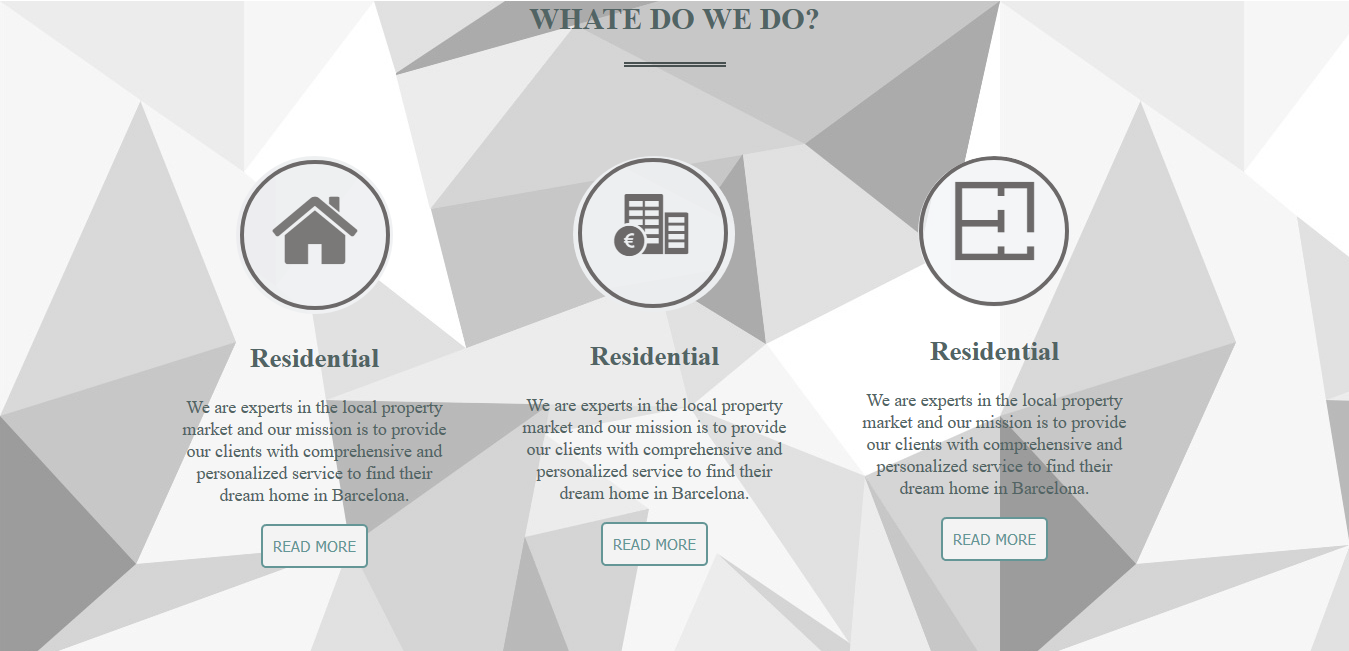 WHATE DO WE DO?
€
Residential
We are experts in the local property
market and our mission is to provide
our clients with comprehensive and
personalized service to find their
dream home in Barcelona.
READ MORE
Residential
We are experts in the local property
market and our mission is to provide
our clients with comprehensive and
personalized service to find their
dream home in Barcelona.
READ MORE
Residential
We are experts in the local property
market and our mission is to provide
our clients with comprehensive and
personalized service to find their
dream home in Barcelona.
READ MORE